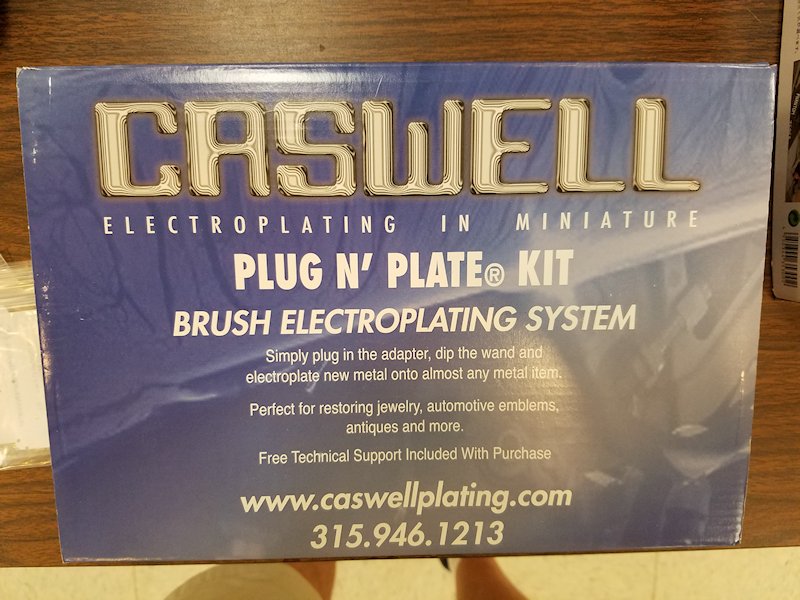 CASWELL
ELECTROPLATING IN MINIATURE
PLUG N' PLATE® KIT
BRUSH ELECTROPLATING SYSTEM
Simply plug in the adapter, dip the wand and
electroplate new metal onto almost any metal item.
Perfect for restoring jewelry, automotive emblems,
antiques and more.
Free Technical Support Included With Purchase
www.caswellplating.com
315.946.1213